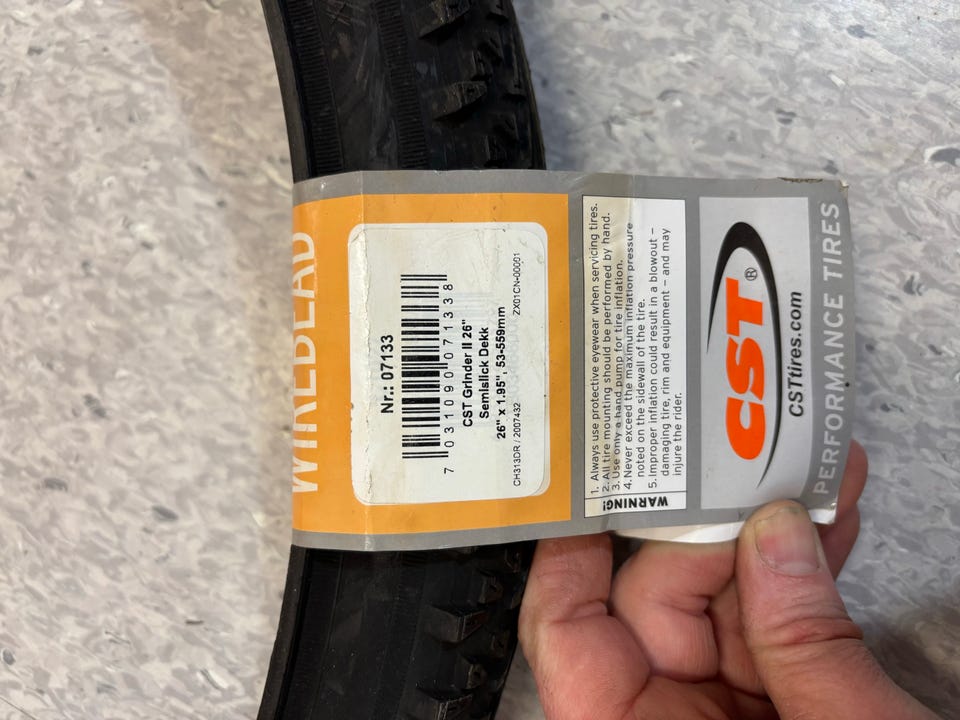 WIREBEAD
Nr.: 07133
7 031090 071338
CST Grinder II 26"
Semislick Dekk
26" x 1.95", 53-559mm
CH313DR / 2007432 ZX01CN-00001
WARNING!
1. Always use protective eyewear when servicing tires.
2. All tire mounting should be performed by hand.
3. Use only a hand pump for tire inflation.
4. Never exceed the maximum inflation pressure
noted on the sidewall of the tire.
5. Improper inflation could result in a blowout –
damaging tire, rim and equipment – and may
injure the rider.
CST®
CSTtires.com
PERFORMANCE TIRES